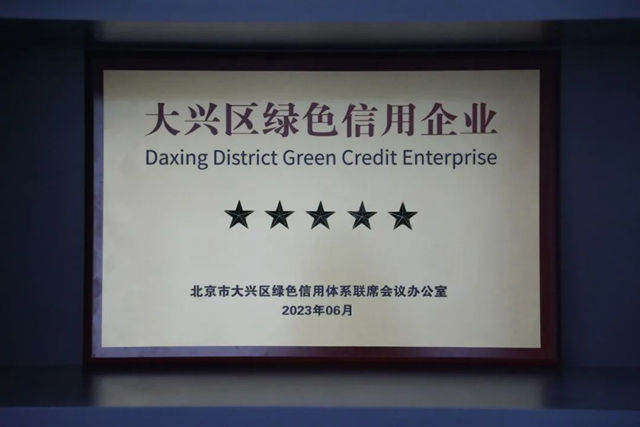 大兴区绿色信用企业
Daxing District Green Credit Enterprise
北京市大兴区绿色信用体系联席会议办公室
2023年06月